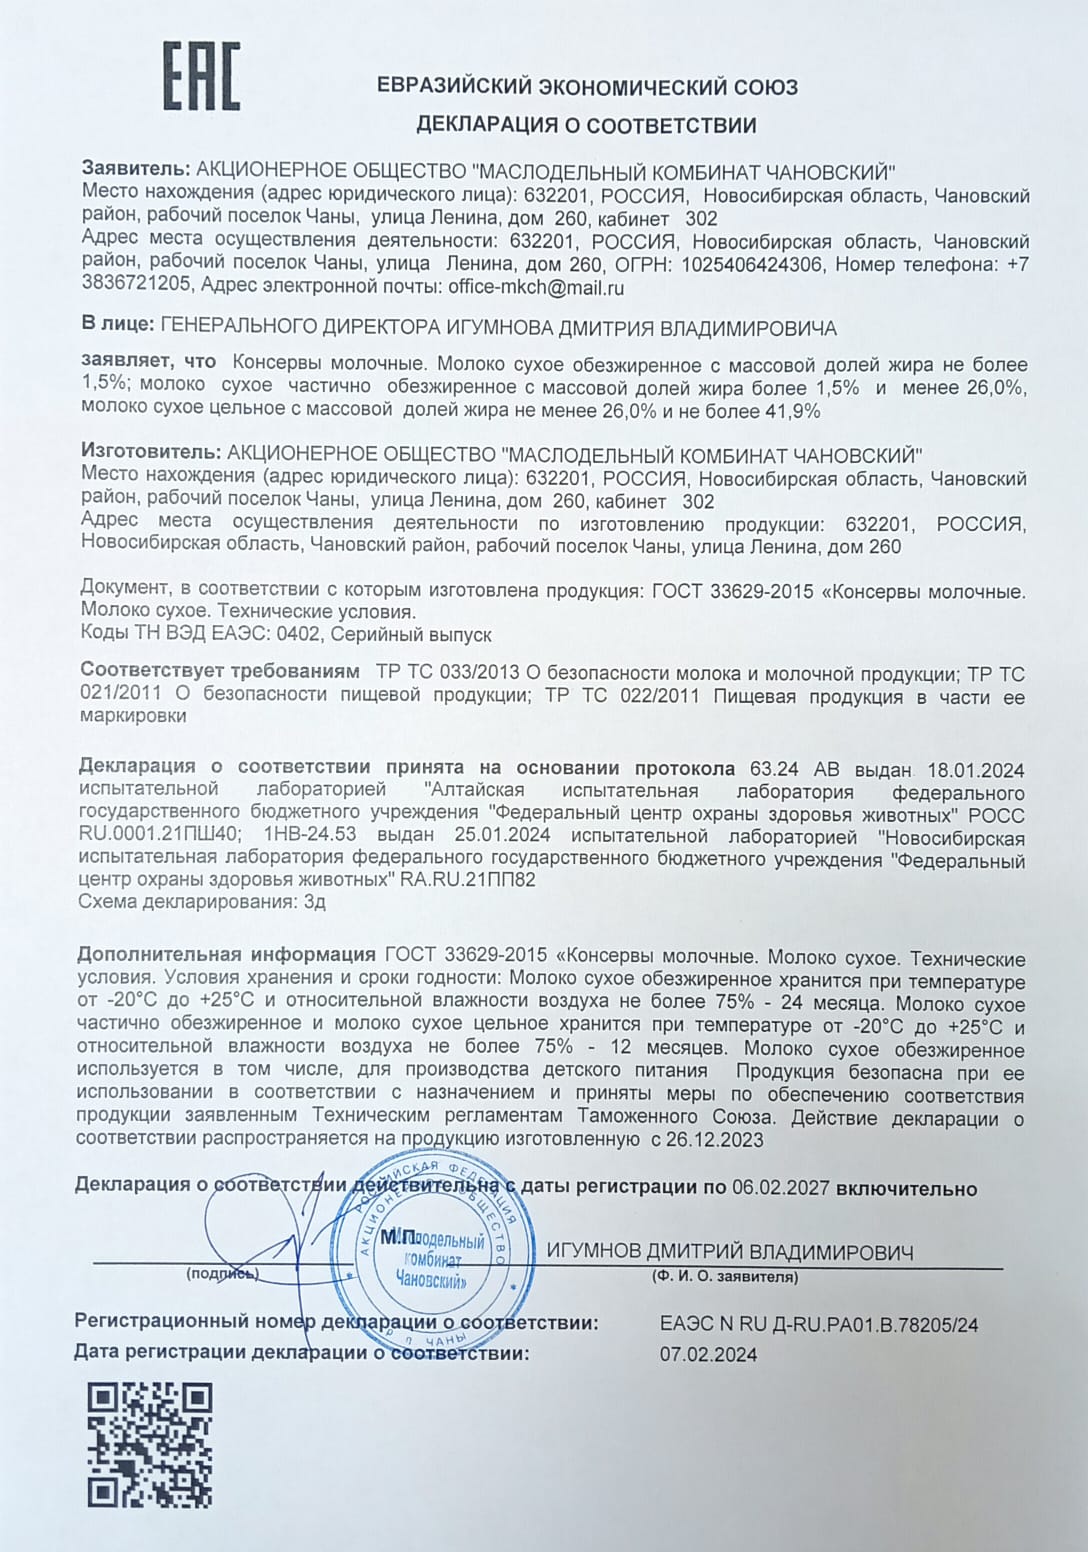 ЕАС
ЕВРАЗИЙСКИЙ ЭКОНОМИЧЕСКИЙ СОЮЗ
ДЕКЛАРАЦИЯ О СООТВЕТСТВИИ
Заявитель: АКЦИОНЕРНОЕ ОБЩЕСТВО "МАСЛОДЕЛЬНЫЙ КОМБИНАТ ЧАНОВСКИЙ"
Место нахождения (адрес юридического лица): 632201, РОССИЯ, Новосибирская область, Чановский
район, рабочий поселок Чаны, улица Ленина, дом 260, кабинет 302
Адрес места осуществления деятельности: 632201, РОССИЯ, Новосибирская область, Чановский
район, рабочий поселок Чаны, улица Ленина, дом 260, ОГРН: 1025406424306, Номер телефона: +7
3836721205, Адрес электронной почты: office-mkch@mail.ru
В лице: ГЕНЕРАЛЬНОГО ДИРЕКТОРА ИГУМНОВА ДМИТРИЯ ВЛАДИМИРОВИЧА
заявляет, что Консервы молочные. Молоко сухое обезжиренное с массовой долей жира не более
1,5%; молоко сухое частично обезжиренное с массовой долей жира более 1,5% и менее 26,0%,
молоко сухое цельное с массовой долей жира не менее 26,0% и не более 41,9%
Изготовитель: АКЦИОНЕРНОЕ ОБЩЕСТВО "МАСЛОДЕЛЬНЫЙ КОМБИНАТ ЧАНОВСКИЙ"
Место нахождения (адрес юридического лица): 632201, РОССИЯ, Новосибирская область, Чановский
район, рабочий поселок Чаны, улица Ленина, дом 260, кабинет 302
Адрес места осуществления деятельности по изготовлению продукции: 632201, РОССИЯ,
Новосибирская область, Чановский район, рабочий поселок Чаны, улица Ленина, дом 260
Документ, в соответствии с которым изготовлена продукция: ГОСТ 33629-2015 «Консервы молочные.
Молоко сухое. Технические условия.
Коды ТН ВЭД ЕАЭС: 0402, Серийный выпуск
Соответствует требованиям ТР ТС 033/2013 О безопасности молока и молочной продукции; ТР ТС
021/2011 О безопасности пищевой продукции; ТР ТС 022/2011 Пищевая продукция в части ее
маркировки
Декларация о соответствии принята на основании протокола 63.24 АВ выдан 18.01.2024
испытательной лабораторией "Алтайская испытательная лаборатория федерального
государственного бюджетного учреждения "Федеральный центр охраны здоровья животных" РОСС
RU.0001.21ПШ40; 1НВ-24.53 выдан 25.01.2024 испытательной лабораторией "Новосибирская
испытательная лаборатория федерального государственного бюджетного учреждения "Федеральный
центр охраны здоровья животных" RA.RU.21ПП82
Схема декларирования: 3д
Дополнительная информация ГОСТ 33629-2015 «Консервы молочные. Молоко сухое. Технические
условия. Условия хранения и сроки годности: Молоко сухое обезжиренное хранится при температуре
от -20°С до +25°С и относительной влажности воздуха не более 75% - 24 месяца. Молоко сухое
частично обезжиренное и молоко сухое цельное хранится при температуре от -20°С до +25°С и
относительной влажности воздуха не более 75% - 12 месяцев. Молоко сухое обезжиренное
используется в том числе, для производства детского питания Продукция безопасна при ее
использовании в соответствии с назначением и приняты меры по обеспечению соответствия
продукции заявленным Техническим регламентам Таможенного Союза. Действие декларации о
соответствии распространяется на продукцию изготовленную с 26.12.2023
Декларация о соответствии действительна с даты регистрации по 06.02.2027 включительно
РОССИЙСКАЯ ФЕДЕРАЦИЯ
АКЦИОНЕРНОЕ ОБЩЕСТВО
М.П.
Маслодельный
комбинат
Чановский»
р.п. ЧАНЫ
ИГУМНОВ ДМИТРИЙ ВЛАДИМИРОВИЧ
(подпись)
(Ф. И. О. заявителя)
Регистрационный номер декларации о соответствии: ЕАЭС N RU Д-RU.РА01.В.78205/24
Дата регистрации декларации о соответствии: 07.02.2024